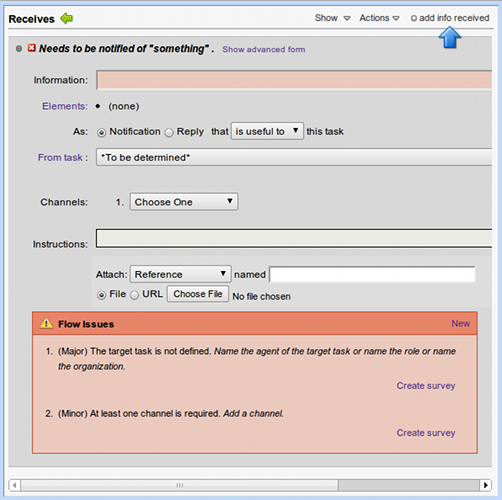 Receives Show Actions add info received
Needs to be notified of "something" . Show advanced form
Information:
Elements: • (none)
As: Notification Reply that is useful to this task
From task : *To be determined*
Channels: 1. Choose One
Instructions:
Attach: Reference named
File URL Choose File No file chosen
Flow Issues New
1. (Major) The target task is not defined. Name the agent of the target task or name the role or name
the organization.
Create survey
2. (Minor) At least one channel is required. Add a channel.
Create survey